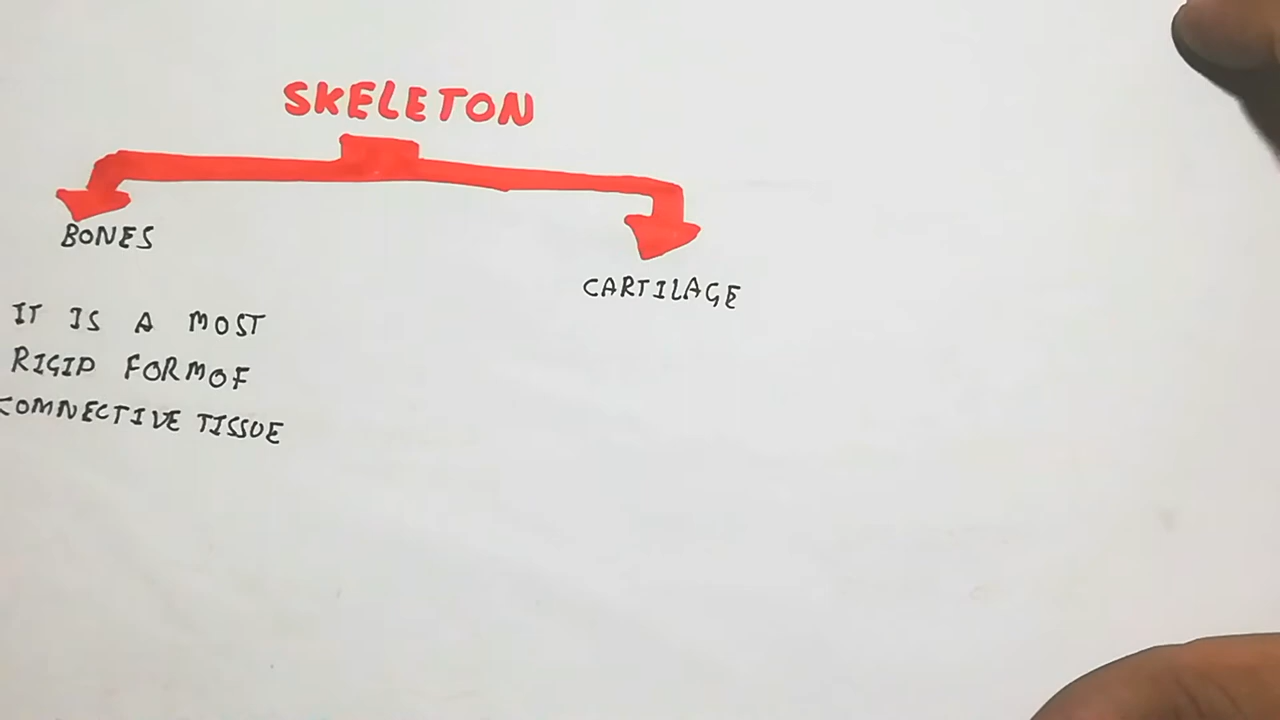 SKELETON
BONES
CARTILAGE
IT IS A MOST
RIGID FORM OF
CONNECTIVE TISSUE